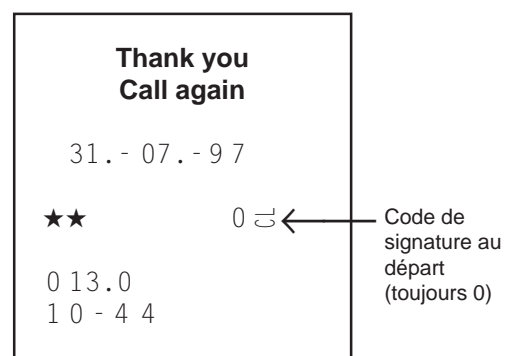 Thank you
Call again
31.-07.-97
★★ 0 CL
013.0
10-44
Code de
signature au
départ
(toujours 0)